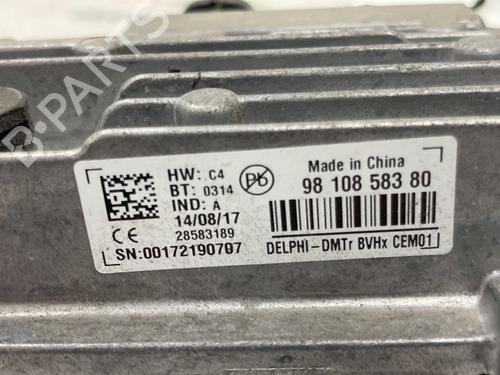 B-PARTS
HW: C4
BT: 0314
IND: A
14/08/17
28583189
SN:00172190707
Pb
Made in China
98 108 583 80
DELPHI-DMTr BVHx CEM01